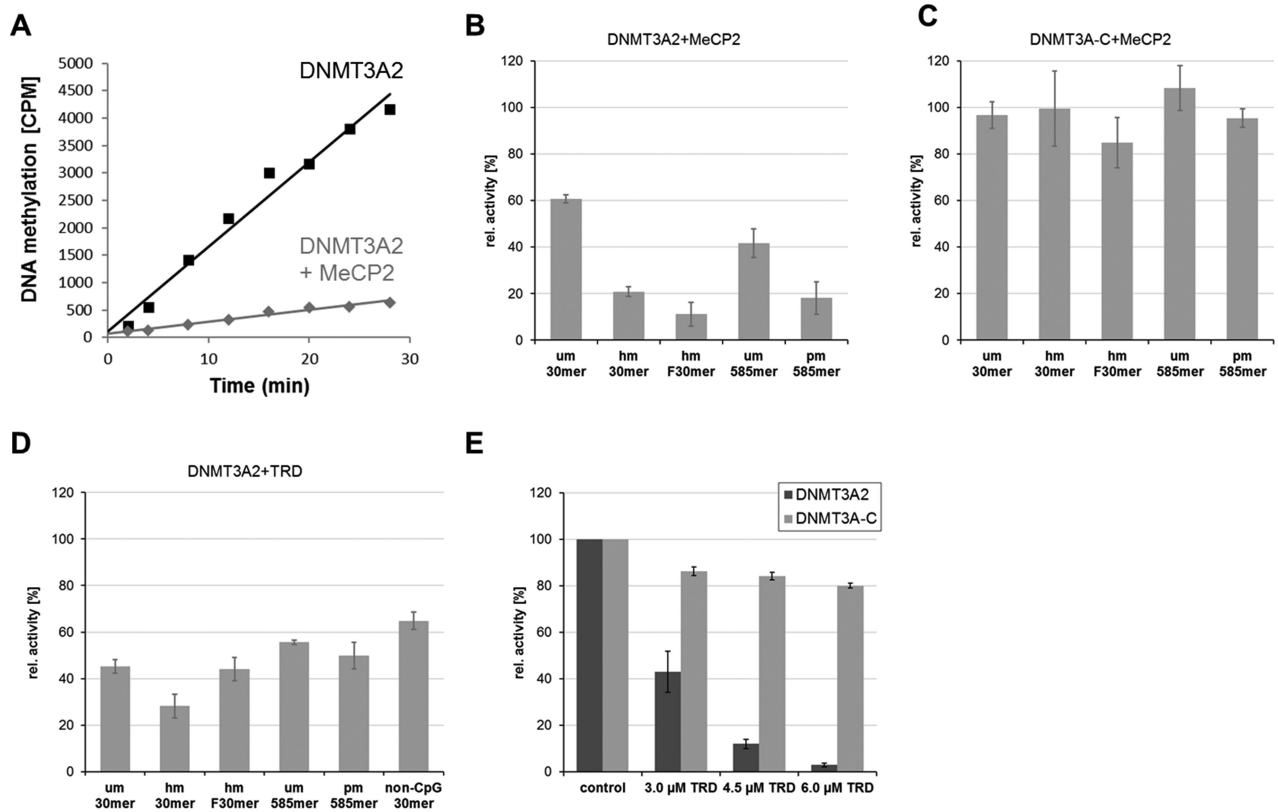 A
DNA methylation [CPM]
5000
4500
4000
3500
3000
2500
2000
1500
1000
500
0
DNMT3A2
DNMT3A2
+ MeCP2
0 10 20 30
Time (min)
B
DNMT3A2+MeCP2
rel. activity [%]
120
100
80
60
40
20
0
um hm hm um pm
30mer 30mer F30mer 585mer 585mer
C
DNMT3A-C+MeCP2
rel. activity [%]
120
100
80
60
40
20
0
um hm hm um pm
30mer 30mer F30mer 585mer 585mer
D
DNMT3A2+TRD
rel. activity [%]
120
100
80
60
40
20
0
um hm hm um pm non-CpG
30mer 30mer F30mer 585mer 585mer 30mer
E
DNMT3A2
DNMT3A-C
rel. activity [%]
120
100
80
60
40
20
0
control 3.0 µM TRD 4.5 µM TRD 6.0 µM TRD